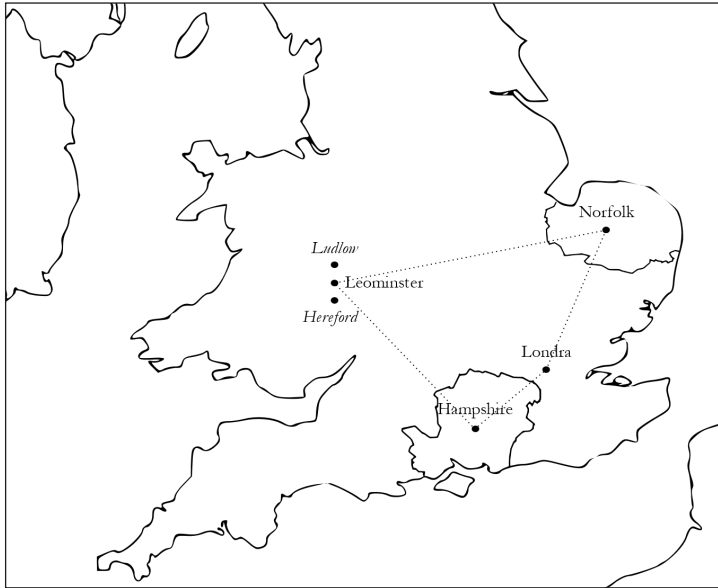 Norfolk
Ludlow
Leominster
Hereford
Londra
Hampshire